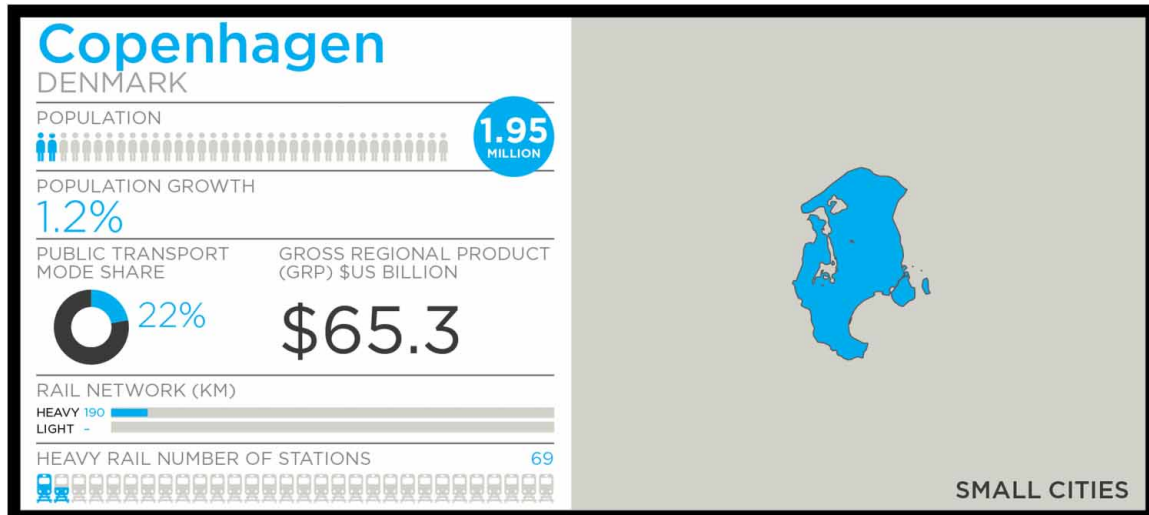 Copenhagen
DENMARK
POPULATION
1.95
MILLION
POPULATION GROWTH
1.2%
PUBLIC TRANSPORT
MODE SHARE
22%
GROSS REGIONAL PRODUCT
(GRP) $US BILLION
$65.3
RAIL NETWORK (KM)
HEAVY 190
LIGHT -
HEAVY RAIL NUMBER OF STATIONS 69
SMALL CITIES